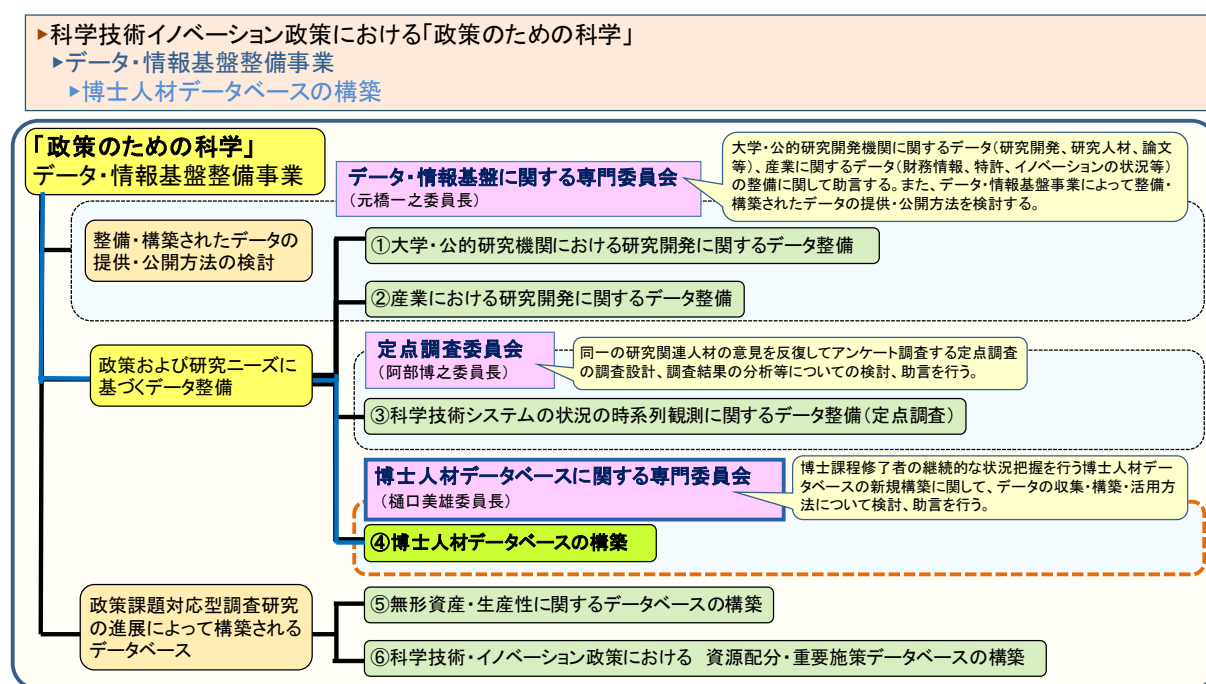 ▶科学技術イノベーション政策における「政策のための科学」
▶データ・情報基盤整備事業
▶博士人材データベースの構築
「政策のための科学」
データ・情報基盤整備事業
データ・情報基盤に関する専門委員会
（元橋一之委員長）
大学・公的研究開発機関に関するデータ(研究開発、研究人材、論文
等)、産業に関するデータ(財務情報、特許、イノベーションの状況等)
の整備に関して助言する。また、データ・情報基盤事業によって整備・
構築されたデータの提供・公開方法を検討する。
整備・構築されたデータの
提供・公開方法の検討
①大学・公的研究機関における研究開発に関するデータ整備
②産業における研究開発に関するデータ整備
政策および研究ニーズに
基づくデータ整備
定点調査委員会
（阿部博之委員長）
同一の研究関連人材の意見を反復してアンケート調査する定点調査
の調査設計、調査結果の分析等についての検討、助言を行う。
③科学技術システムの状況の時系列観測に関するデータ整備（定点調査）
博士人材データベースに関する専門委員会
（樋口美雄委員長）
博士課程修了者の継続的な状況把握を行う博士人材デー
タベースの新規構築に関して、データの収集・構築・活用方
法について検討、助言を行う。
④博士人材データベースの構築
政策課題対応型調査研究
の進展によって構築される
データベース
⑤無形資産・生産性に関するデータベースの構築
⑥科学技術・イノベーション政策における　資源配分・重要施策データベースの構築